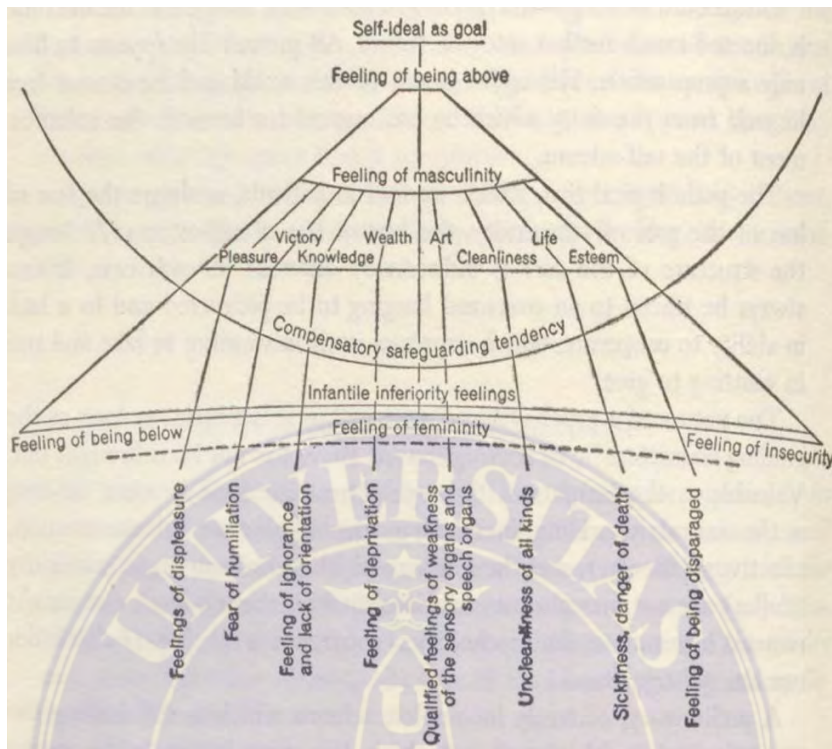 Self-Ideal as goal
Feeling of being above
Feeling of masculinity
Victory
Wealth
Art
Life
Pleasure
Knowledge
Cleanliness
Esteem
Compensatory safeguarding tendency
Infantile inferiority feelings
Feeling of being below
Feeling of femininity
Feeling of insecurity
Feelings of displeasure
Fear of humiliation
Feeling of ignorance
and lack of orientation
Feeling of deprivation
Qualified feelings of weakness
of the sensory organs and
speech organs
Uncleanliness of all kinds
Sickliness, danger of death
Feeling of being disparaged